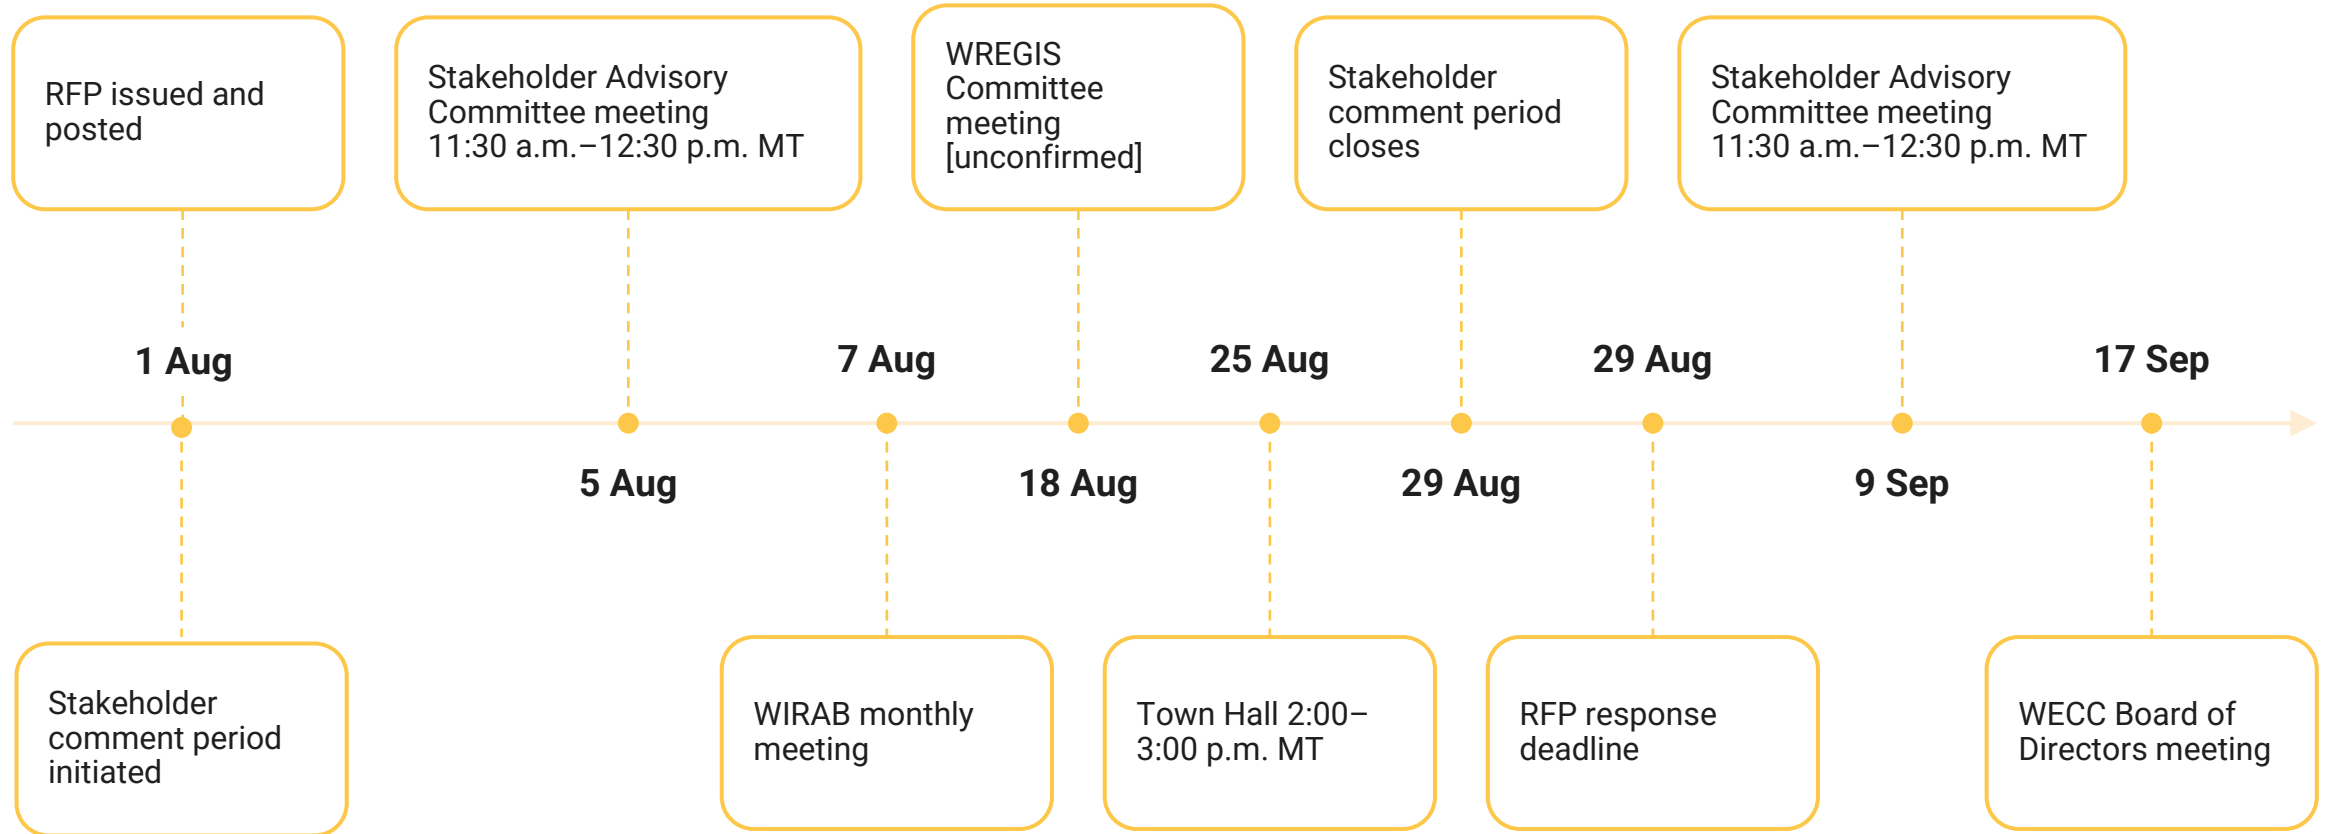 RFP issued and
posted
Stakeholder Advisory
Committee meeting
11:30 a.m.–12:30 p.m. MT
WREGIS
Committee
meeting
[unconfirmed]
Stakeholder
comment period
closes
Stakeholder Advisory
Committee meeting
11:30 a.m.–12:30 p.m. MT
1 Aug
7 Aug
25 Aug
29 Aug
17 Sep
5 Aug
18 Aug
29 Aug
9 Sep
Stakeholder
comment period
initiated
WIRAB monthly
meeting
Town Hall 2:00–
3:00 p.m. MT
RFP response
deadline
WECC Board of
Directors meeting